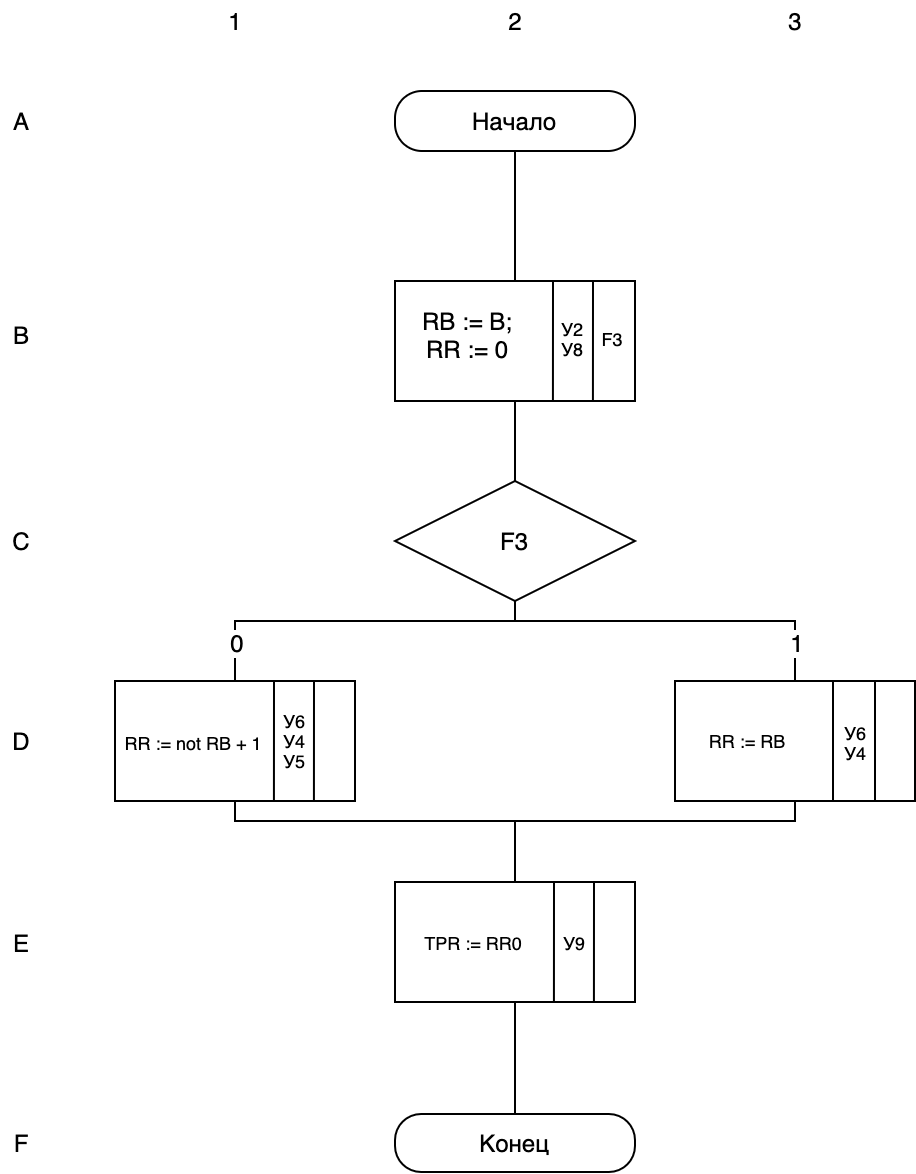 1 2 3
A
Начало
B
RB := B;
RR := 0
У2
У8
F3
C
F3
0
1
D
RR := not RB + 1
У6
У4
У5
RR := RB
У6
У4
E
TPR := RR0
У9
F
Конец